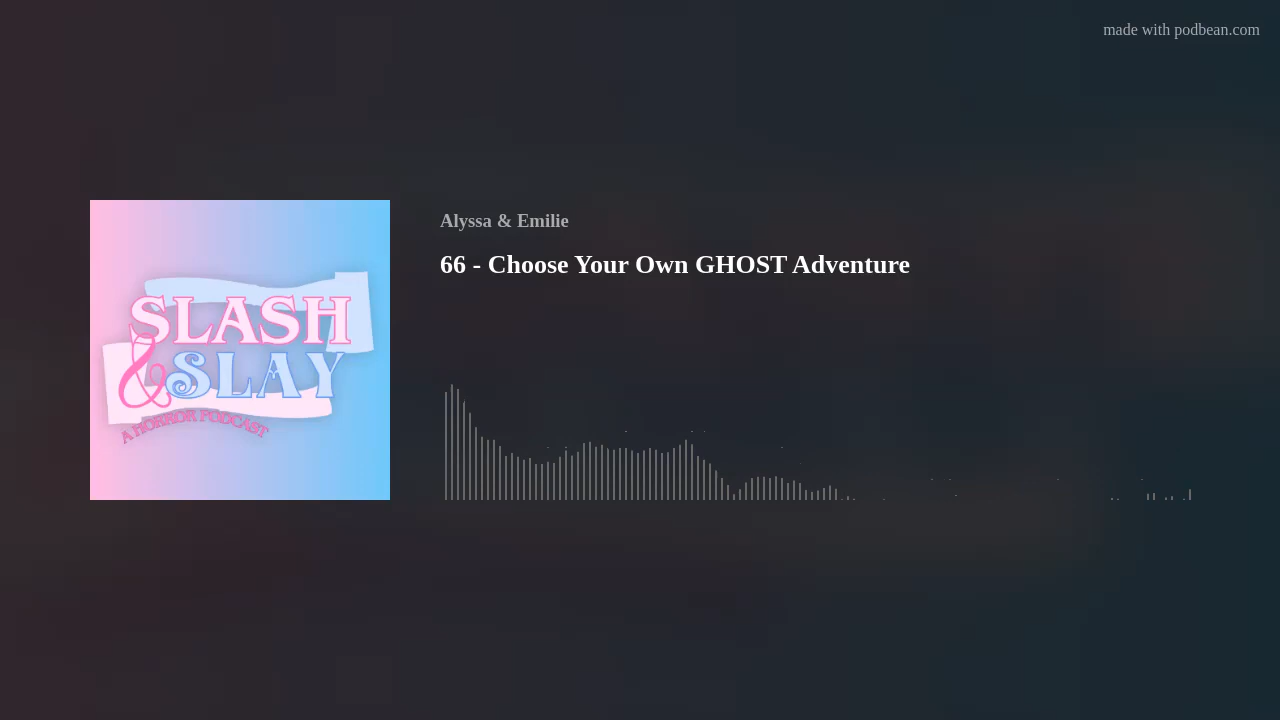 made with podbean.com
Alyssa & Emilie
66 - Choose Your Own GHOST Adventure
SLASH
& SLAY
A HORROR PODCAST